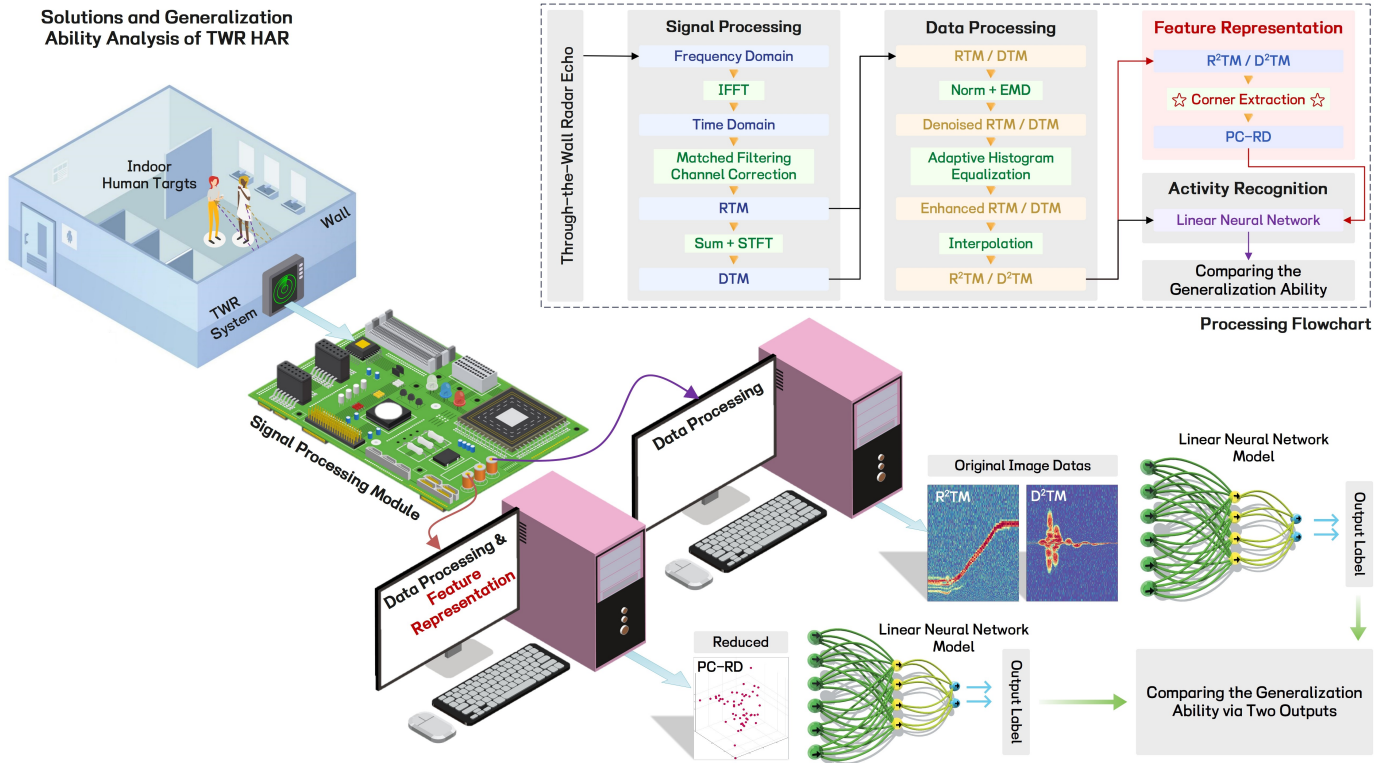 Solutions and Generalization
Ability Analysis of TWR HAR
Indoor
Human Targts
Wall
TWR
System
Signal Processing Module
Through-the-Wall Radar Echo
Signal Processing
Frequency Domain
IFFT
Time Domain
Matched Filtering
Channel Correction
RTM
Sum + STFT
DTM
Data Processing
RTM / DTM
Norm + EMD
Denoised RTM / DTM
Adaptive Histogram
Equalization
Enhanced RTM / DTM
Interpolation
R²TM / D²TM
Feature Representation
R²TM / D²TM
☆ Corner Extraction ☆
PC-RD
Activity Recognition
Linear Neural Network
Comparing the
Generalization Ability
Processing Flowchart
Data Processing
Original Image Datas
R²TM
D²TM
Linear Neural Network
Model
Output Label
Data Processing &
Feature
Representation
Reduced
PC-RD
Linear Neural Network
Model
Output Label
Comparing the Generalization
Ability via Two Outputs